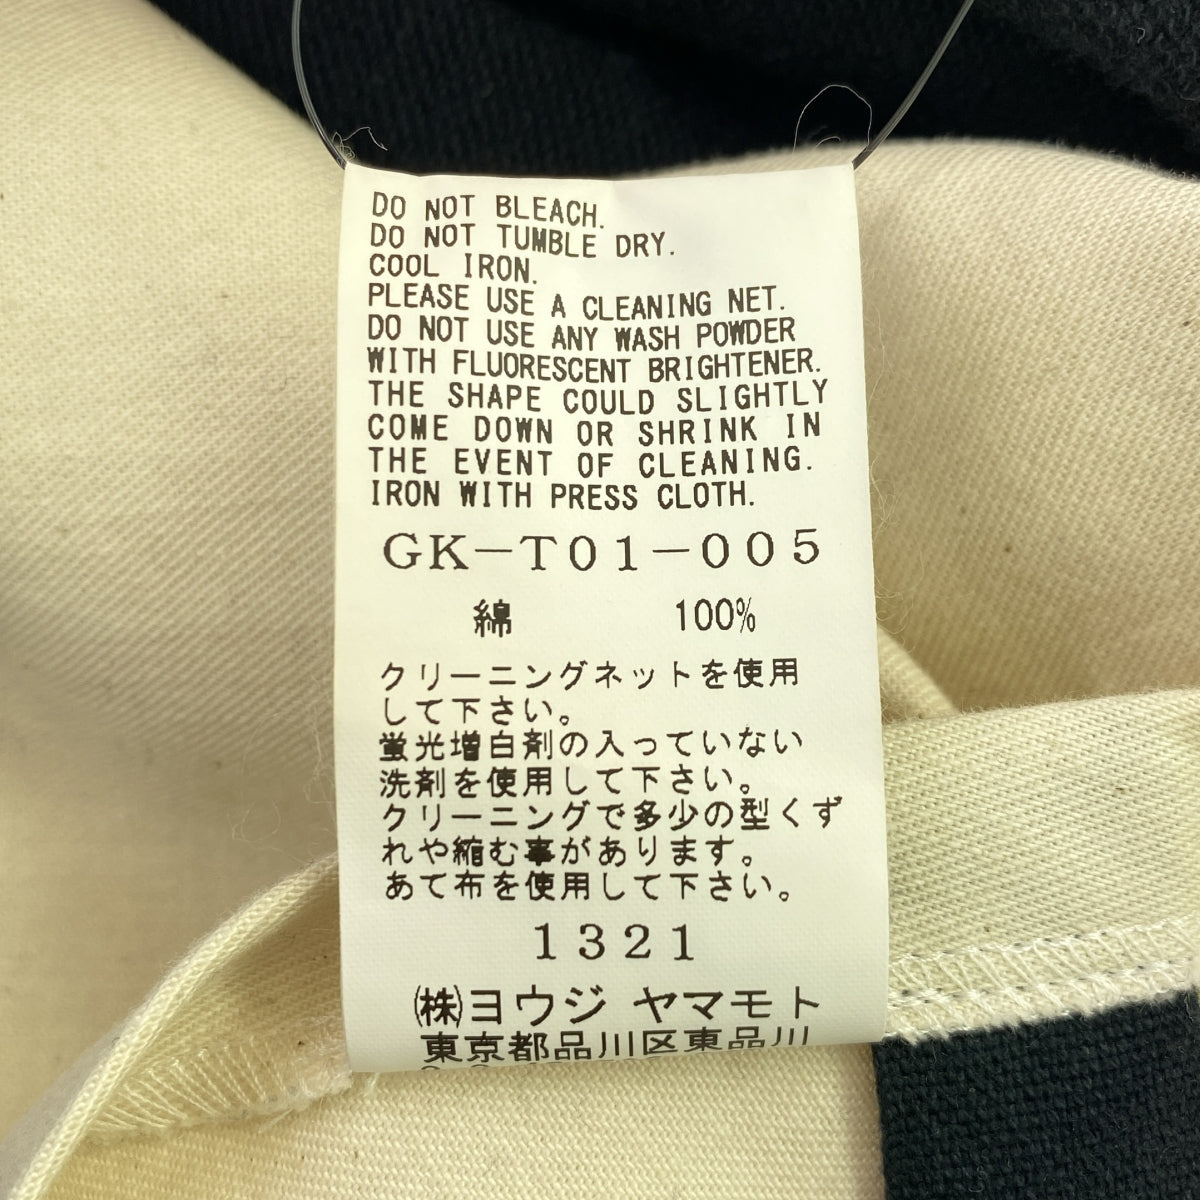 DO NOT BLEACH.
DO NOT TUMBLE DRY.
COOL IRON.
PLEASE USE A CLEANING NET.
DO NOT USE ANY WASH POWDER
WITH FLUORESCENT BRIGHTENER.
THE SHAPE COULD SLIGHTLY
COME DOWN OR SHRINK IN
THE EVENT OF CLEANING.
IRON WITH PRESS CLOTH.
GK-T01-005
綿 100%
クリーニングネットを使用
して下さい。
蛍光増白剤の入っていない
洗剤を使用して下さい。
クリーニングで多少の型くず
れや縮む事があります。
あて布を使用して下さい。
1321
㈱ヨウジ ヤマモト
東京都品川区東品川